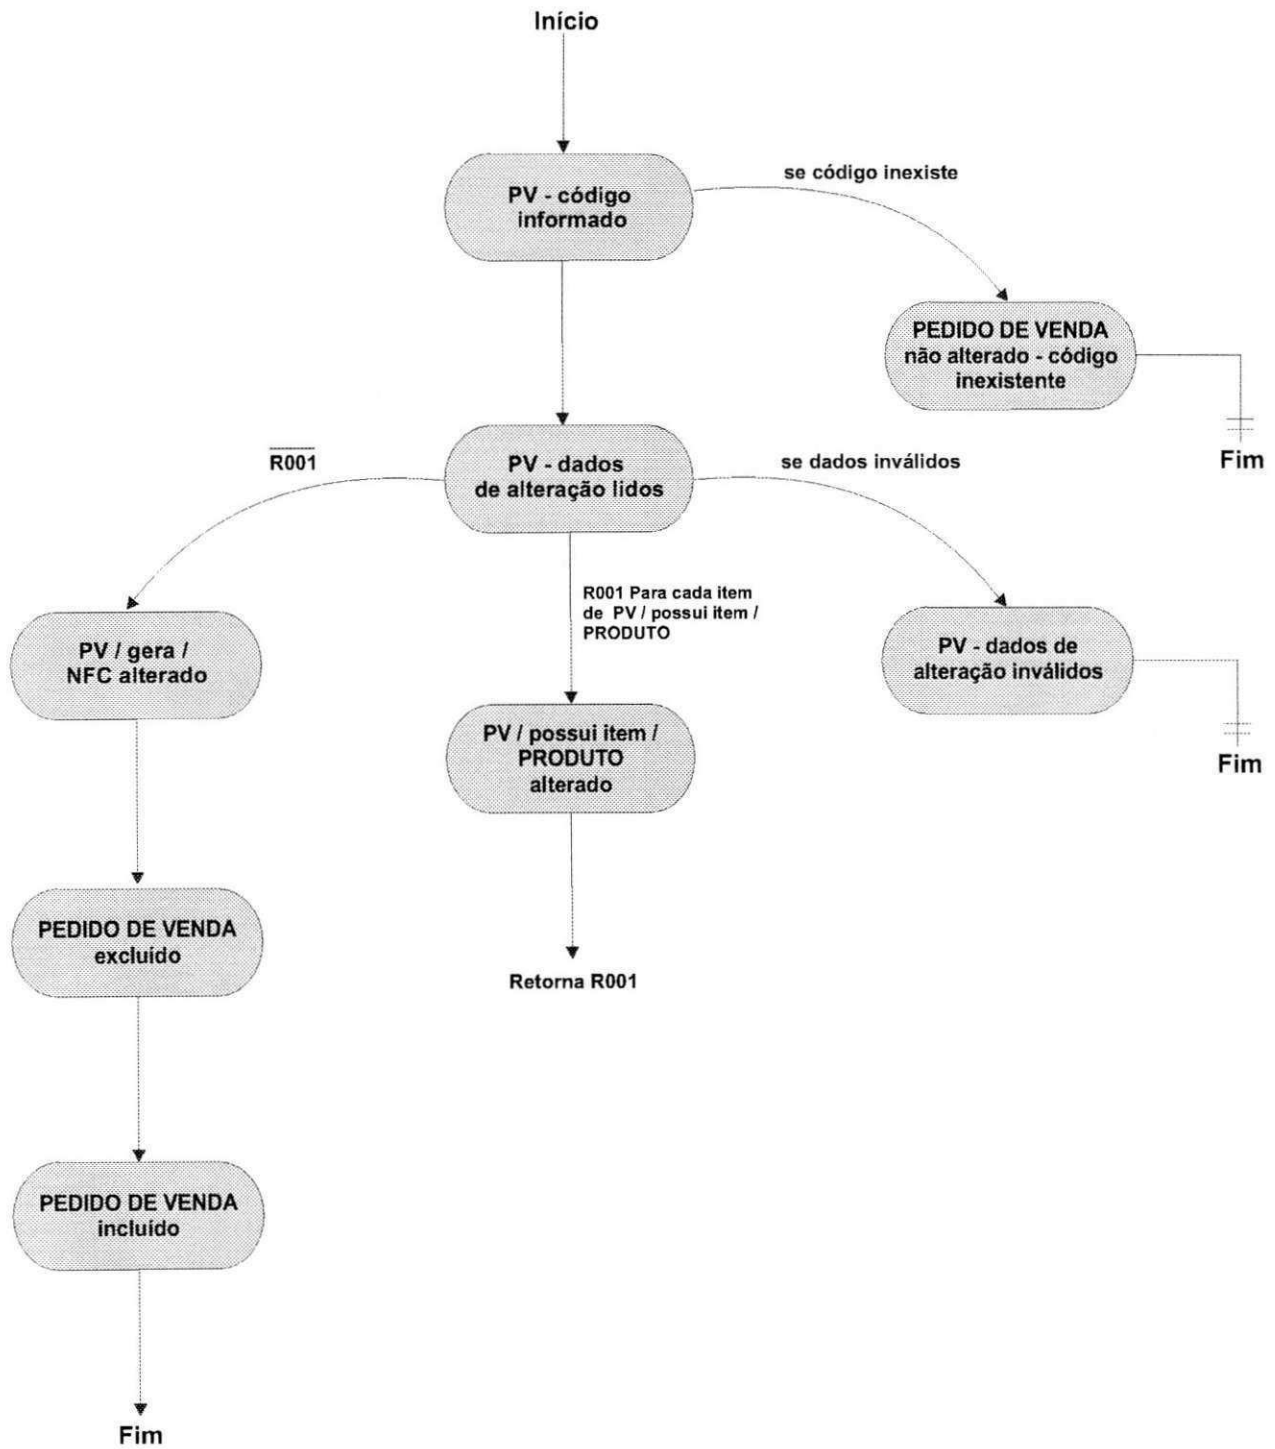 Início
PV - código
informado
se código inexiste
PEDIDO DE VENDA
não alterado - código
inexistente
Fim
R001
PV - dados
de alteração lidos
se dados inválidos
R001 Para cada item
de PV / possui item /
PRODUTO
PV / gera /
NFC alterado
PV - dados de
alteração inválidos
Fim
PV / possui item /
PRODUTO
alterado
PEDIDO DE VENDA
excluído
Retorna R001
PEDIDO DE VENDA
incluído
Fim